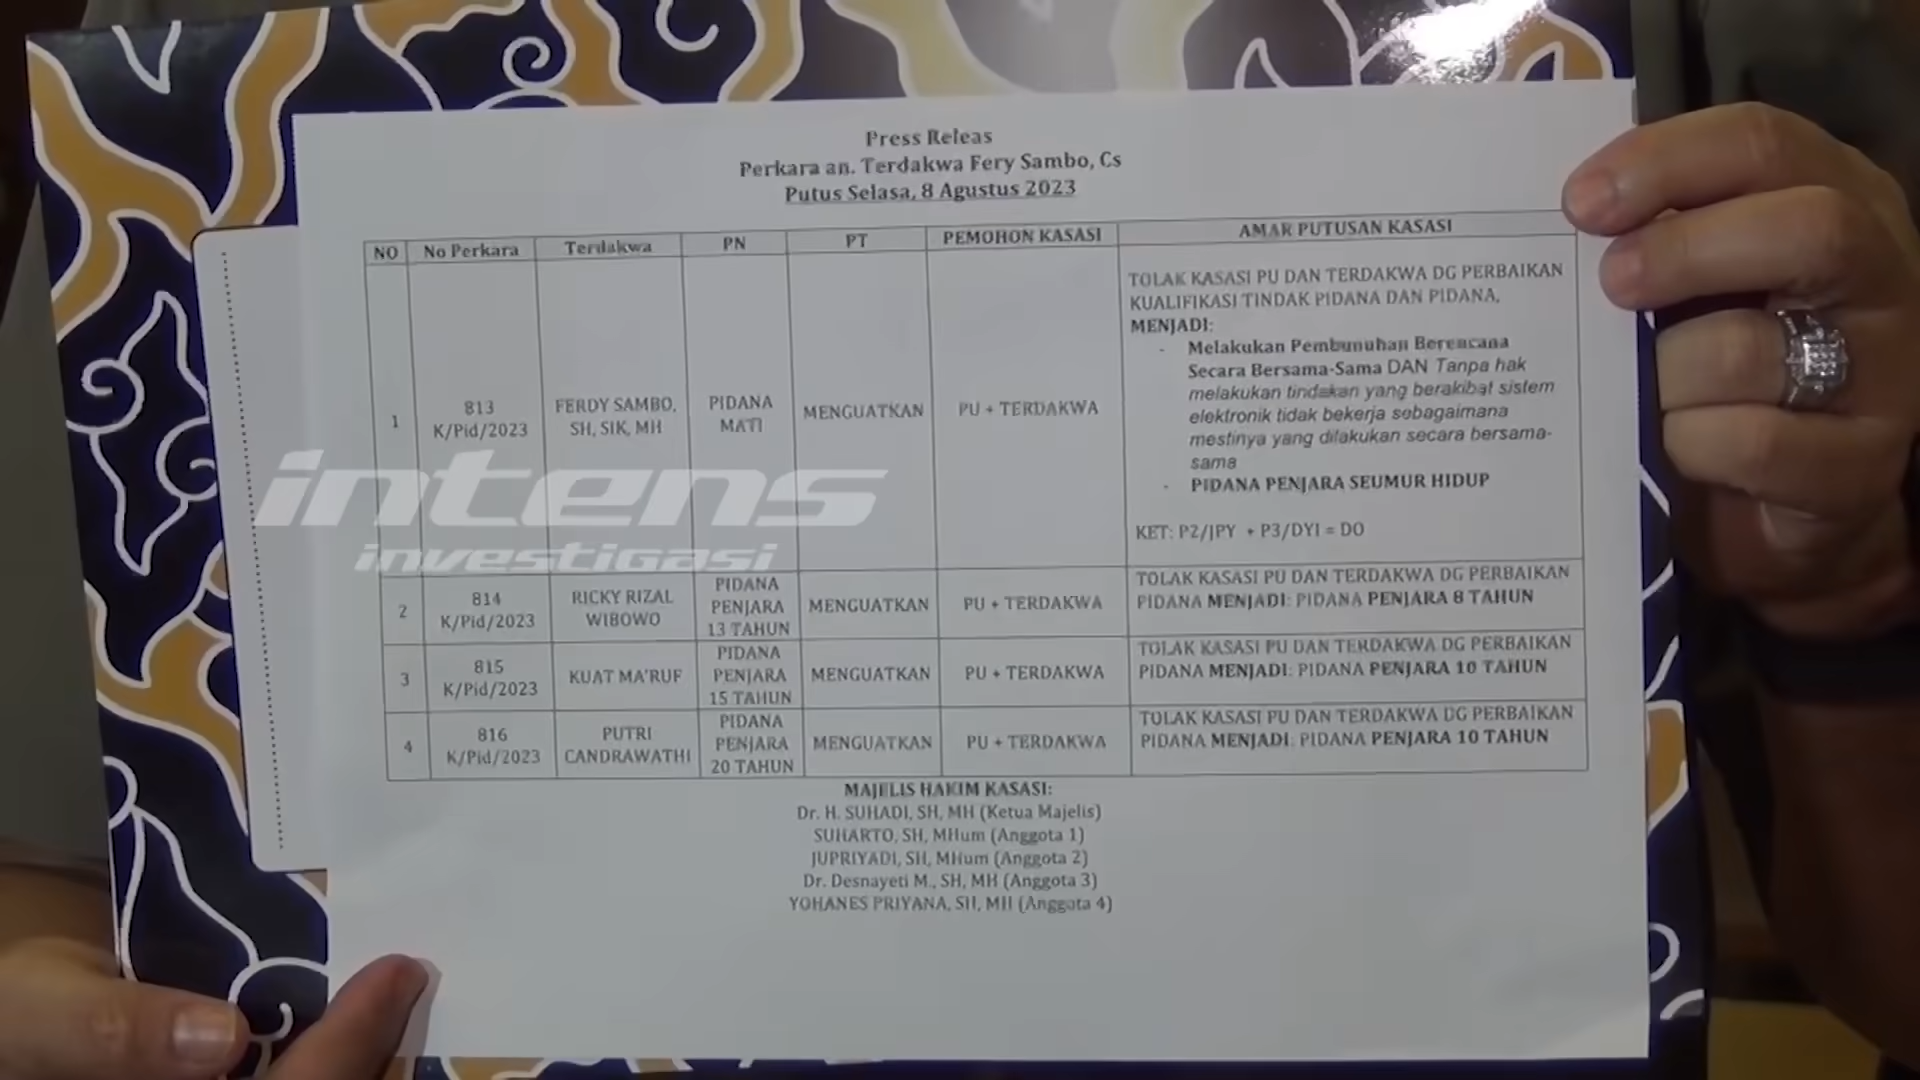 Press Releas
Perkara an. Terdakwa Fery Sambo, Cs
Putus Selasa, 8 Agustus 2023
NO No Perkara Terdakwa PN PT PEMOHON KASASI AMAR PUTUSAN KASASI
1
813
K/Pid/2023
FERDY SAMBO,
SH, SIK, MH
PIDANA
MATI
MENGUATKAN
PU + TERDAKWA
TOLAK KASASI PU DAN TERDAKWA DG PERBAIKAN
KUALIFIKASI TINDAK PIDANA DAN PIDANA,
MENJADI:
- Melakukan Pembunuhan Berencana
Secara Bersama-Sama DAN Tanpa hak
melakukan tindakan yang berakibat sistem
elektronik tidak bekerja sebagaimana
mestinya yang dilakukan secara bersama-
sama
- PIDANA PENJARA SEUMUR HIDUP
KET: P2/JPY + P3/DYI = DO
2
814
K/Pid/2023
RICKY RIZAL
WIBOWO
PIDANA
PENJARA
13 TAHUN
MENGUATKAN
PU + TERDAKWA
TOLAK KASASI PU DAN TERDAKWA DG PERBAIKAN
PIDANA MENJADI: PIDANA PENJARA 8 TAHUN
3
815
K/Pid/2023
KUAT MA'RUF
PIDANA
PENJARA
15 TAHUN
MENGUATKAN
PU + TERDAKWA
TOLAK KASASI PU DAN TERDAKWA DG PERBAIKAN
PIDANA MENJADI: PIDANA PENJARA 10 TAHUN
4
816
K/Pid/2023
PUTRI
CANDRAWATHI
PIDANA
PENJARA
20 TAHUN
MENGUATKAN
PU + TERDAKWA
TOLAK KASASI PU DAN TERDAKWA DG PERBAIKAN
PIDANA MENJADI: PIDANA PENJARA 10 TAHUN
MAJELIS HAKIM KASASI:
Dr. H. SUHADI, SH, MH (Ketua Majelis)
SUHARTO, SH, MHum (Anggota 1)
JUPRIYADI, SH, MHum (Anggota 2)
Dr. Desnayeti M., SH, MH (Anggota 3)
YOHANES PRIYANA, SH, MH (Anggota 4)
intens
investigasi